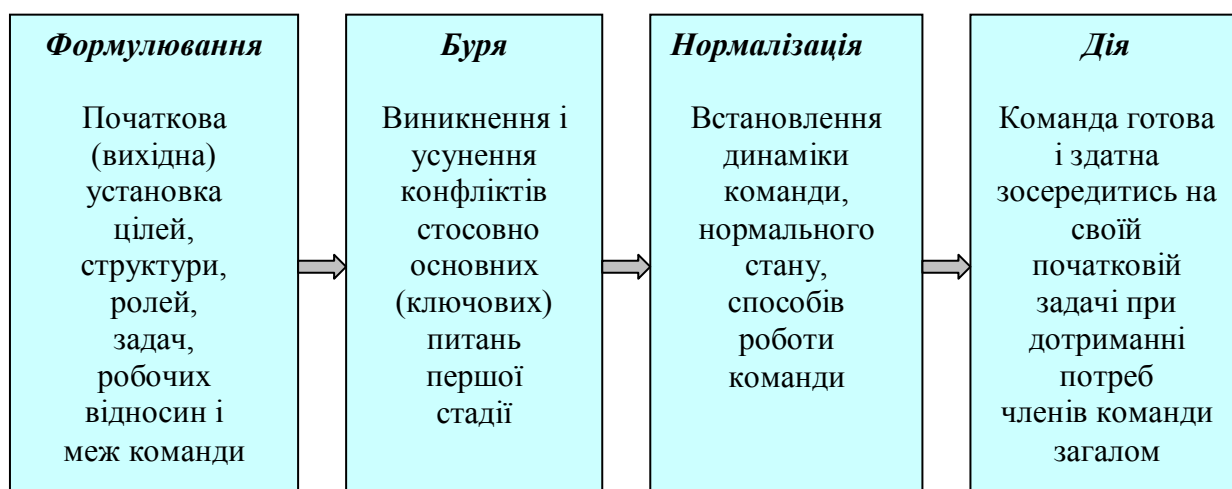 Формулювання
Початкова
(вихідна)
установка
цілей,
структури,
ролей,
задач,
робочих
відносин і
меж команди
Буря
Виникнення і
усунення
конфліктів
стосовно
основних
(ключових)
питань
першої
стадії
Нормалізація
Встановлення
динаміки
команди,
нормального
стану,
способів
роботи
команди
Дія
Команда готова
і здатна
зосередитись на
своїй
початковій
задачі при
дотриманні
потреб
членів команди
загалом